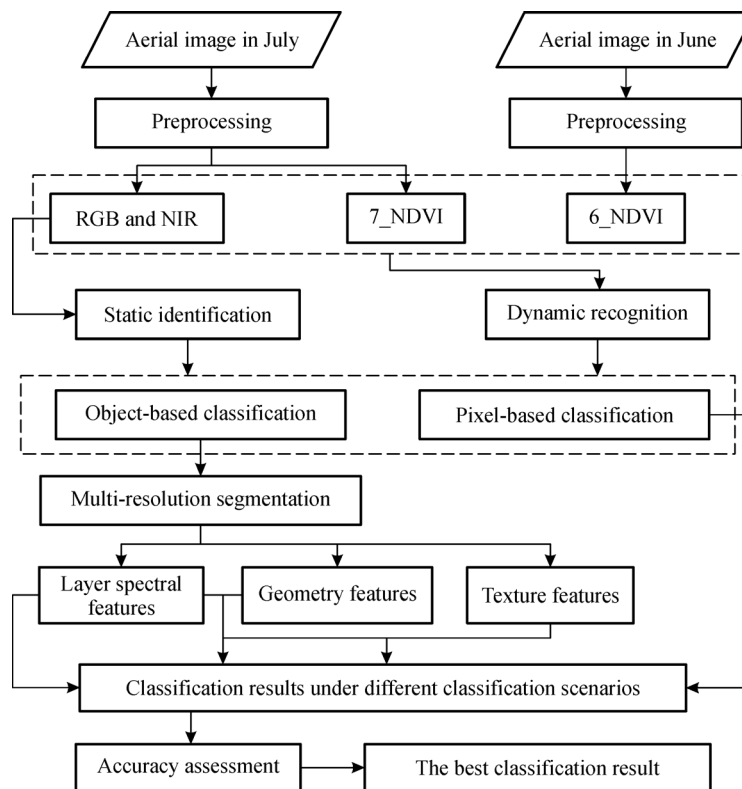 Aerial image in July
Aerial image in June
Preprocessing
Preprocessing
RGB and NIR
7_NDVI
6_NDVI
Static identification
Dynamic recognition
Object-based classification
Pixel-based classification
Multi-resolution segmentation
Layer spectral
features
Geometry features
Texture features
Classification results under different classification scenarios
Accuracy assessment
The best classification result